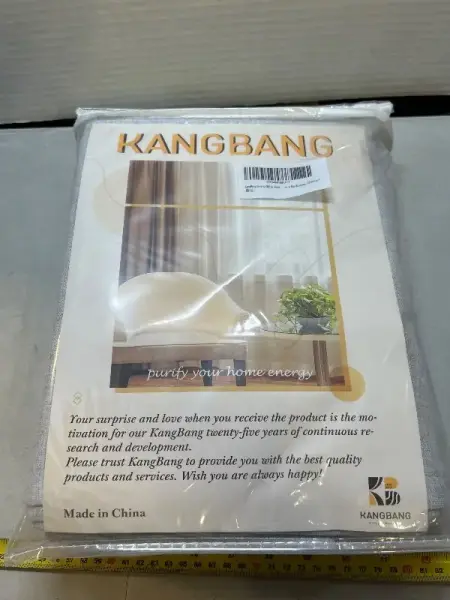 KANGBANG
purify your home energy
Your surprise and love when you receive the product is the mo-
tivation for our KangBang twenty-five years of continuous re-
search and development.
Please trust KangBang to provide you with the best quality
products and services. Wish you are always happy!
Made in China
KANGBANG